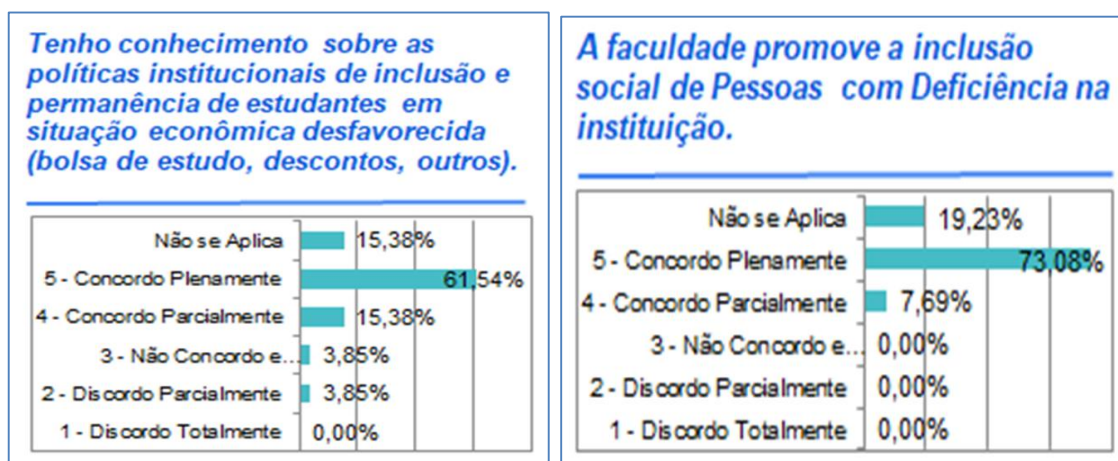 Tenho conhecimento sobre as
políticas institucionais de inclusão e
permanência de estudantes em
situação econômica desfavorecida
(bolsa de estudo, descontos, outros).
Não se Aplica 15,38%
5 - Concordo Plenamente 61,54%
4 - Concordo Parcialmente 15,38%
3 - Não Concordo e... 3,85%
2 - Discordo Parcialmente 3,85%
1 - Discordo Totalmente 0,00%
A faculdade promove a inclusão
social de Pessoas com Deficiência na
instituição.
Não se Aplica 19,23%
5 - Concordo Plenamente 73,08%
4 - Concordo Parcialmente 7,69%
3 - Não Concordo e... 0,00%
2 - Discordo Parcialmente 0,00%
1 - Discordo Totalmente 0,00%